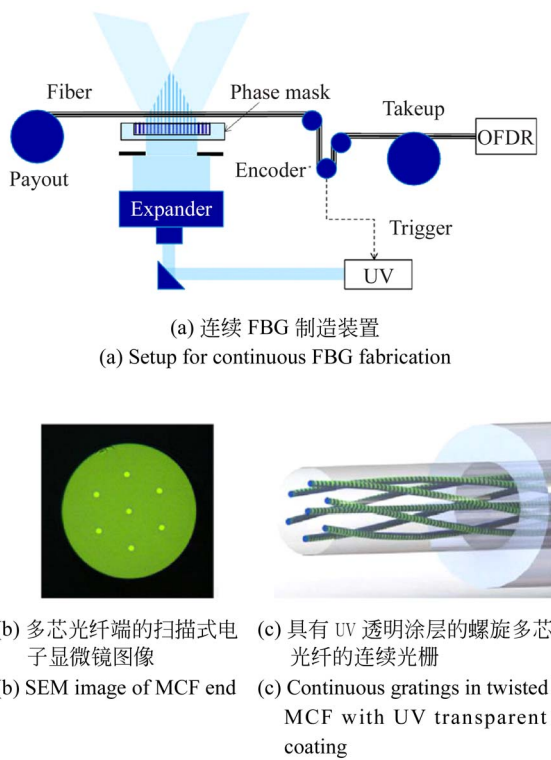 Fiber
Phase mask
Takeup
OFDR
Payout
Encoder
Expander
Trigger
UV
(a) 连续 FBG 制造装置
(a) Setup for continuous FBG fabrication
b) 多芯光纤端的扫描式电
子显微镜图像
b) SEM image of MCF end
(c) 具有 UV 透明涂层的螺旋多芯
光纤的连续光栅
(c) Continuous gratings in twisted
MCF with UV transparent
coating